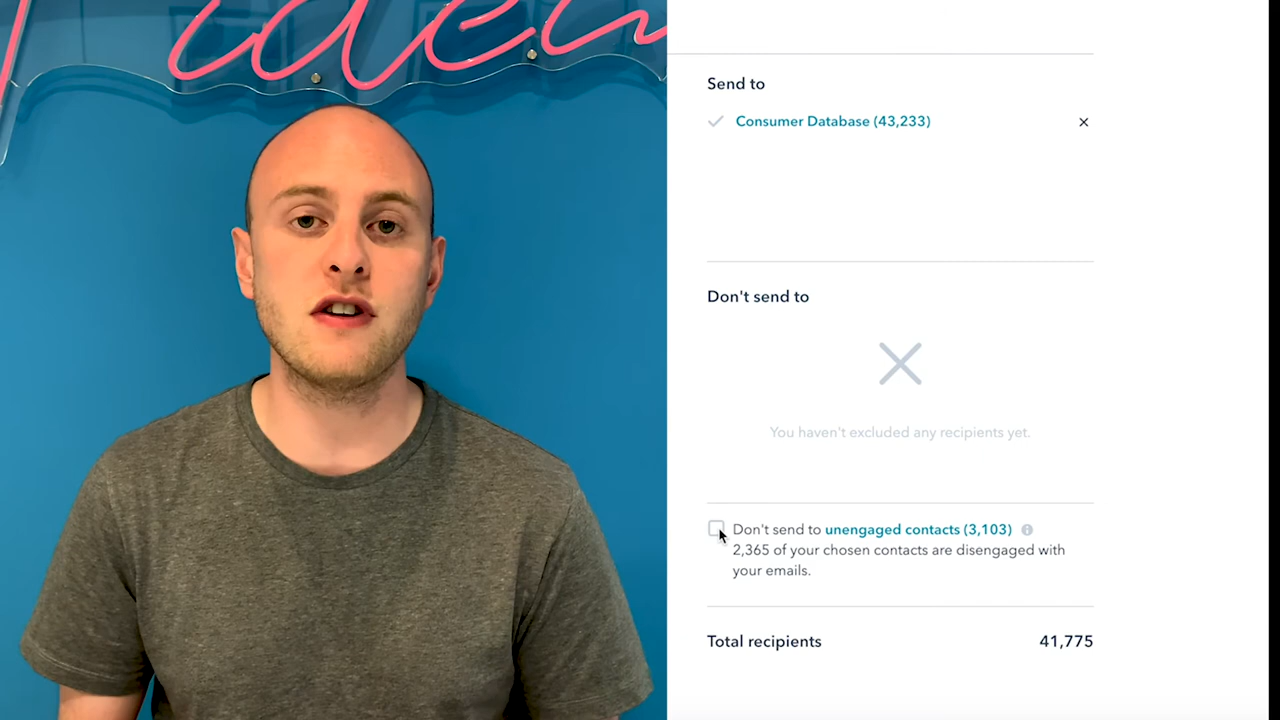 Send to
Consumer Database (43,233)
Don't send to
You haven't excluded any recipients yet.
Don't send to unengaged contacts (3,103)
2,365 of your chosen contacts are disengaged with
your emails.
Total recipients 41,775